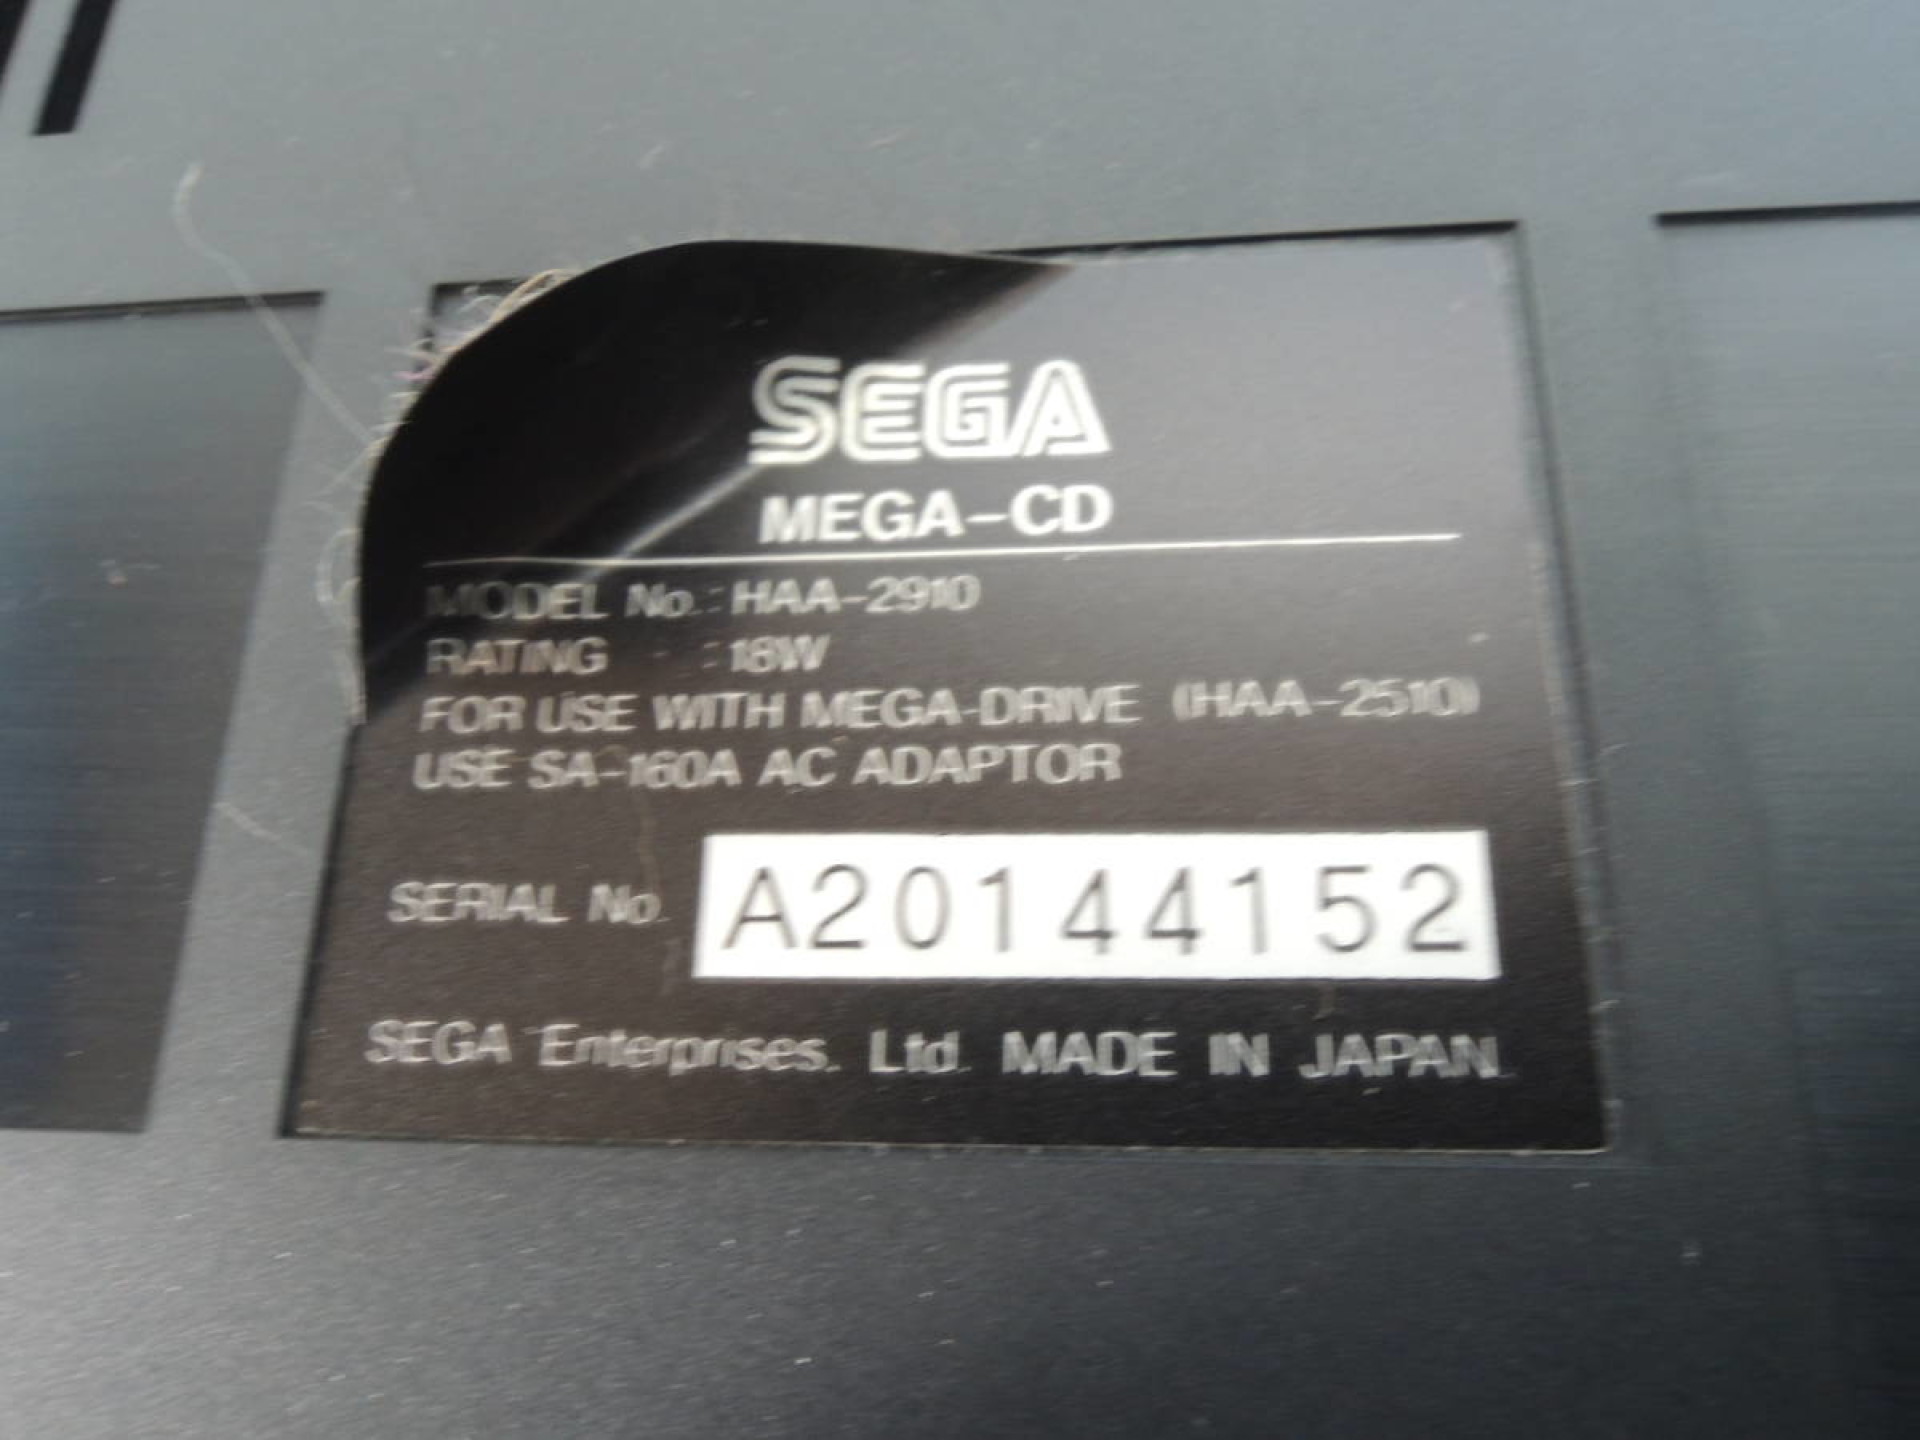 SEGA
MEGA-CD
MODEL No.: HAA-2910
RATING : 18W
FOR USE WITH MEGA-DRIVE (HAA-2510)
USE SA-160A AC ADAPTOR
SERIAL No. A20144152
SEGA Enterprises, Ltd. MADE IN JAPAN